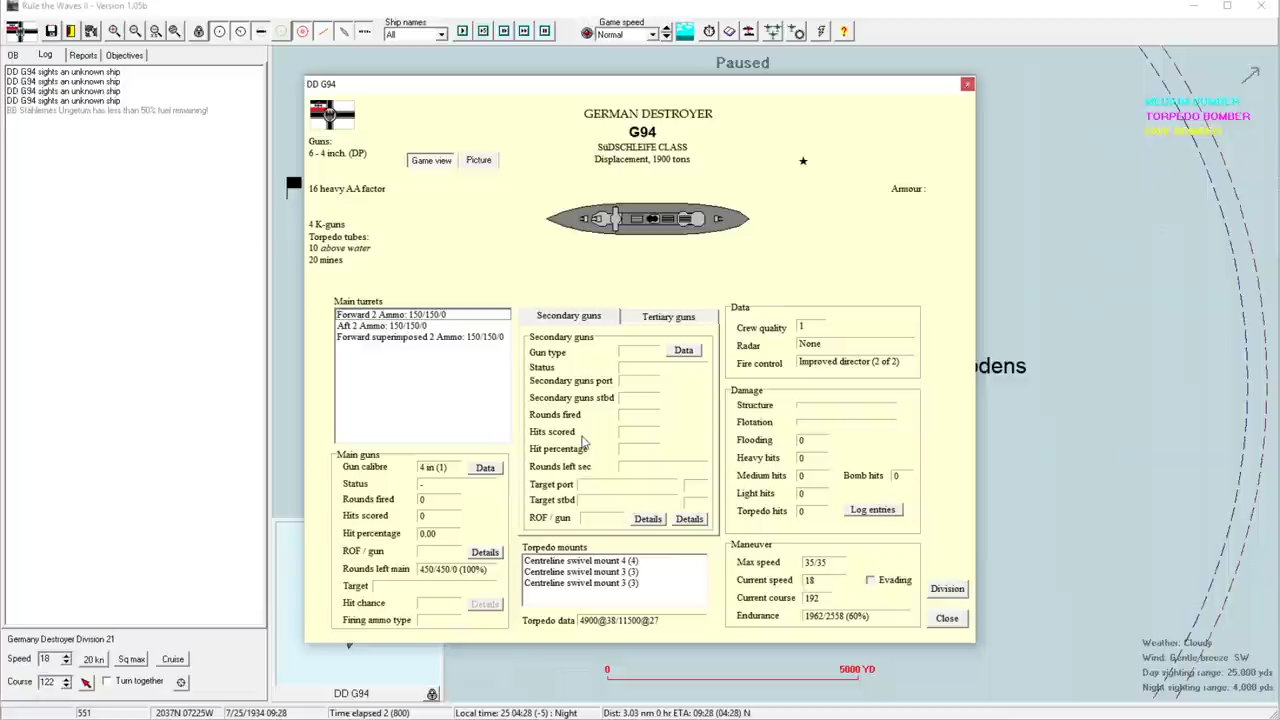 Rule the Waves II - Version 1.05b
Ship names
All
Game speed
Normal
OB Log Reports Objectives
DD G94 sights an unknown ship
DD G94 sights an unknown ship
DD G94 sights an unknown ship
DD G94 sights an unknown ship
BB Stählernes Ungetum has less than 50% fuel remaining!
Paused
MEDIUM BOMBER
TORPEDO BOMBER
DD G94
GERMAN DESTROYER
G94
SüDSCHLEIFE CLASS
Displacement, 1900 tons
Guns:
6 - 4 inch. (DP)
Game view Picture
16 heavy AA factor
Armour :
4 K-guns
Torpedo tubes:
10 above water
20 mines
Main turrets
Forward 2 Ammo: 150/150/0
Aft 2 Ammo: 150/150/0
Forward superimposed 2 Ammo: 150/150/0
Main guns
Gun calibre 4 in (1) Data
Status -
Rounds fired 0
Hits scored 0
Hit percentage 0.00
ROF / gun Details
Rounds left main 450/450/0 (100%)
Target
Hit chance Details
Firing ammo type
Secondary guns Tertiary guns
Secondary guns
Gun type Data
Status
Secondary guns port
Secondary guns stbd
Rounds fired
Hits scored
Hit percentage
Rounds left sec
Target port
Target stbd
ROF / gun Details Details
Torpedo mounts
Centreline swivel mount 4 (4)
Centreline swivel mount 3 (3)
Centreline swivel mount 3 (3)
Torpedo data 4900@38/11500@27
Data
Crew quality 1
Radar None
Fire control Improved director (2 of 2)
Damage
Structure
Flotation
Flooding 0
Heavy hits 0
Medium hits 0 Bomb hits 0
Light hits 0
Torpedo hits 0 Log entries
Maneuver
Max speed 35/35
Current speed 18 Evading
Current course 192
Endurance 1962/2558 (60%)
Division
Close
odens
Germany Destroyer Division 21
Speed 18 20 kn Sq max Cruise
Course 122 Turn together
DD G94
0 5000 YD
Weather: Cloudy
Wind: Gentle breeze SW
Day sighting range: 25,000 yds
Night sighting range: 4,000 yds
551 2037N 07225W 7/25/1934 09:28 Time elapsed 2 (800) Local time: 25 04:28 (-5) : Night Dist: 3.03 nm 0 hr ETA: 09:28 (04:28) N